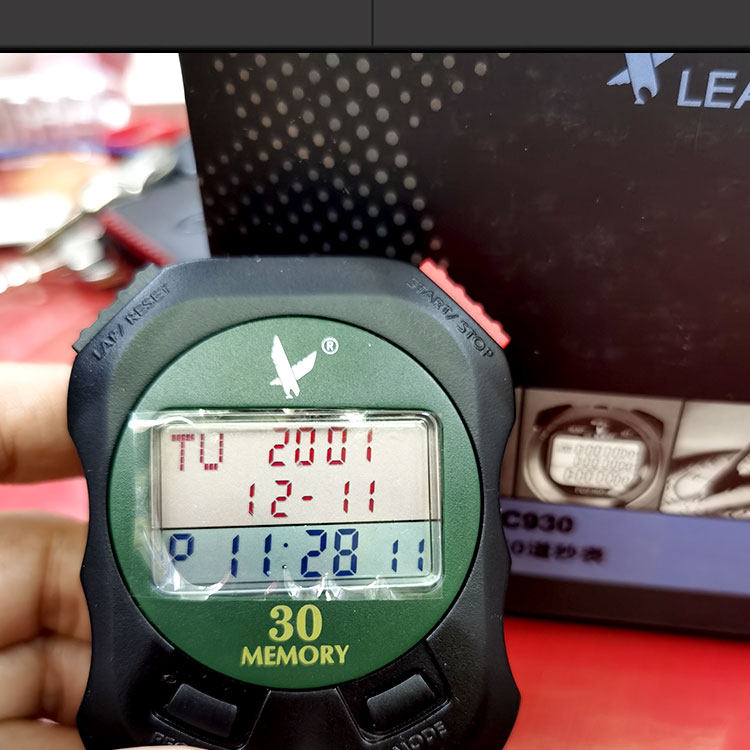 LEA
LAP/ RESET
START/ STOP
®
TU 2001
12-11
P 11:28 11
C930
0道秒表
30
MEMORY
MODE